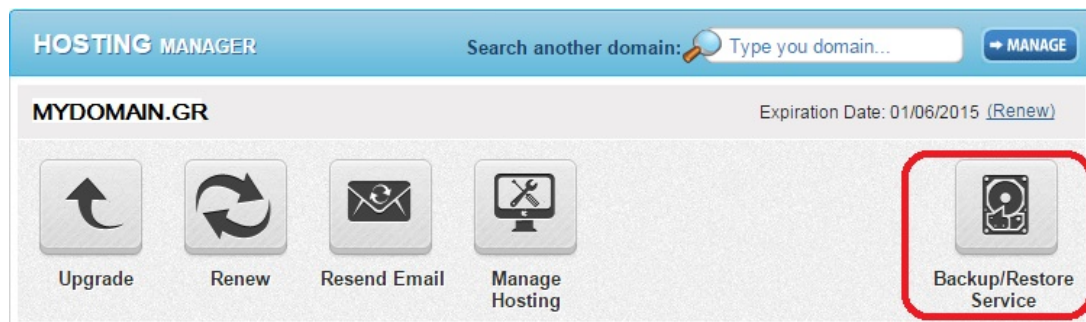 HOSTING MANAGER
Search another domain:
Type you domain...
MANAGE
MYDOMAIN.GR
Expiration Date: 01/06/2015 (Renew)
Upgrade
Renew
Resend Email
Manage
Hosting
Backup/Restore
Service